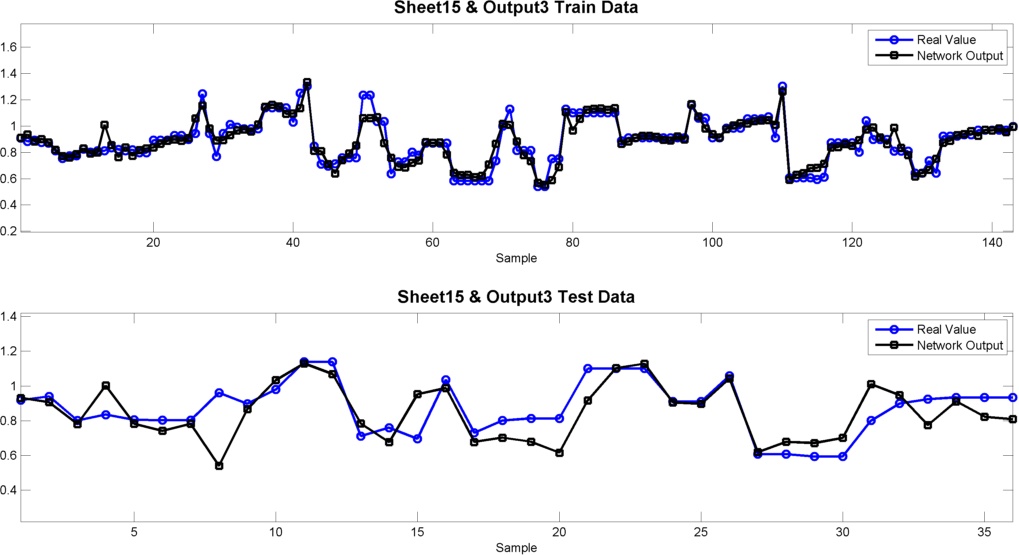 Sheet15 & Output3 Train Data
Real Value
Network Output
1.6
1.4
1.2
1
0.8
0.6
0.4
0.2
20 40 60 80 100 120 140
Sample
Sheet15 & Output3 Test Data
Real Value
Network Output
1.4
1.2
1
0.8
0.6
0.4
5 10 15 20 25 30 35
Sample